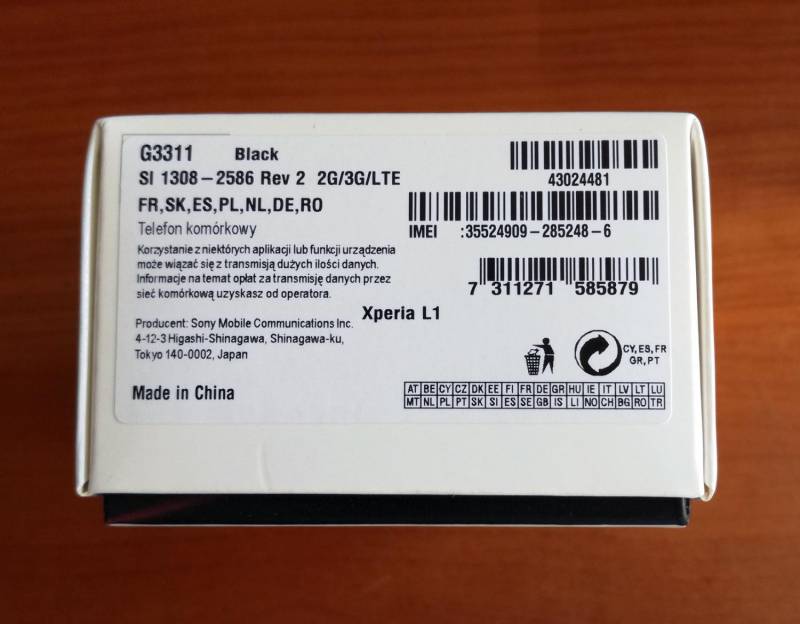 G3311 Black
SI 1308-2586 Rev 2 2G/3G/LTE
43024481
FR,SK,ES,PL,NL,DE,RO
IMEI :35524909-285248-6
Telefon komórkowy
Korzystanie z niektórych aplikacji lub funkcji urządzenia
może wiązać się z transmisją dużych ilości danych.
Informacje na temat opłat za transmisję danych przez
sieć komórkową uzyskasz od operatora.
7 311271 585879
Xperia L1
Producent: Sony Mobile Communications Inc.
4-12-3 Higashi-Shinagawa, Shinagawa-ku,
Tokyo 140-0002, Japan
CY,ES,FR
GR,PT
Made in China
AT BE CY CZ DK EE FI FR DE GR HU IE IT LV LT LU
MT NL PL PT SK SI ES SE GB IS LI NO CH BG RO TR